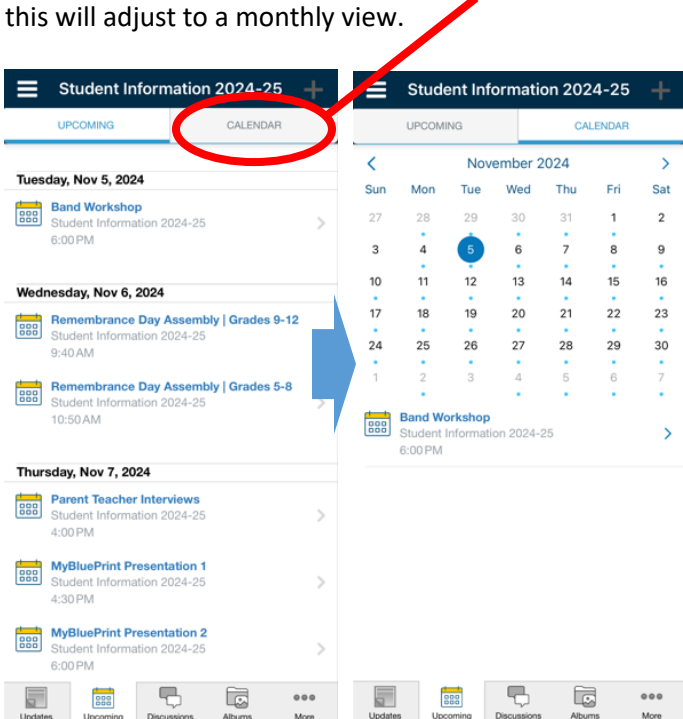 this will adjust to a monthly view.
Student Information 2024-25
UPCOMING CALENDAR
Tuesday, Nov 5, 2024
Band Workshop
Student Information 2024-25
6:00 PM
Wednesday, Nov 6, 2024
Remembrance Day Assembly | Grades 9-12
Student Information 2024-25
9:40 AM
Remembrance Day Assembly | Grades 5-8
Student Information 2024-25
10:50 AM
Thursday, Nov 7, 2024
Parent Teacher Interviews
Student Information 2024-25
4:00 PM
MyBluePrint Presentation 1
Student Information 2024-25
4:30 PM
MyBluePrint Presentation 2
Student Information 2024-25
6:00 PM
Updates Upcoming Discussions Albums More
Student Information 2024-25
UPCOMING CALENDAR
November 2024
Sun Mon Tue Wed Thu Fri Sat
27 28 29 30 31 1 2
3 4 5 6 7 8 9
10 11 12 13 14 15 16
17 18 19 20 21 22 23
24 25 26 27 28 29 30
1 2 3 4 5 6 7
Band Workshop
Student Information 2024-25
6:00 PM
Updates Upcoming Discussions Albums More